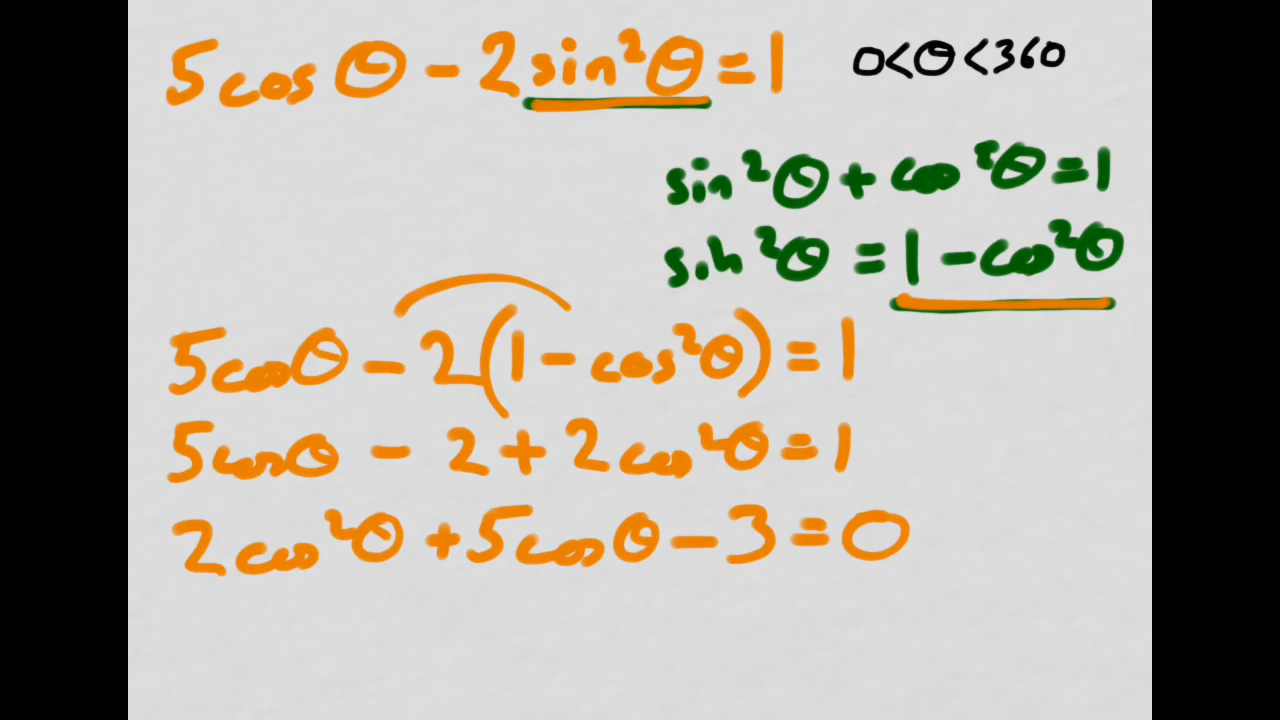 5cosθ - 2sin²θ = 1 0<θ<360
sin²θ + cos²θ = 1
sin²θ = 1 - cos²θ
5cosθ - 2(1 - cos²θ) = 1
5cosθ - 2 + 2cos²θ = 1
2cos²θ + 5cosθ - 3 = 0